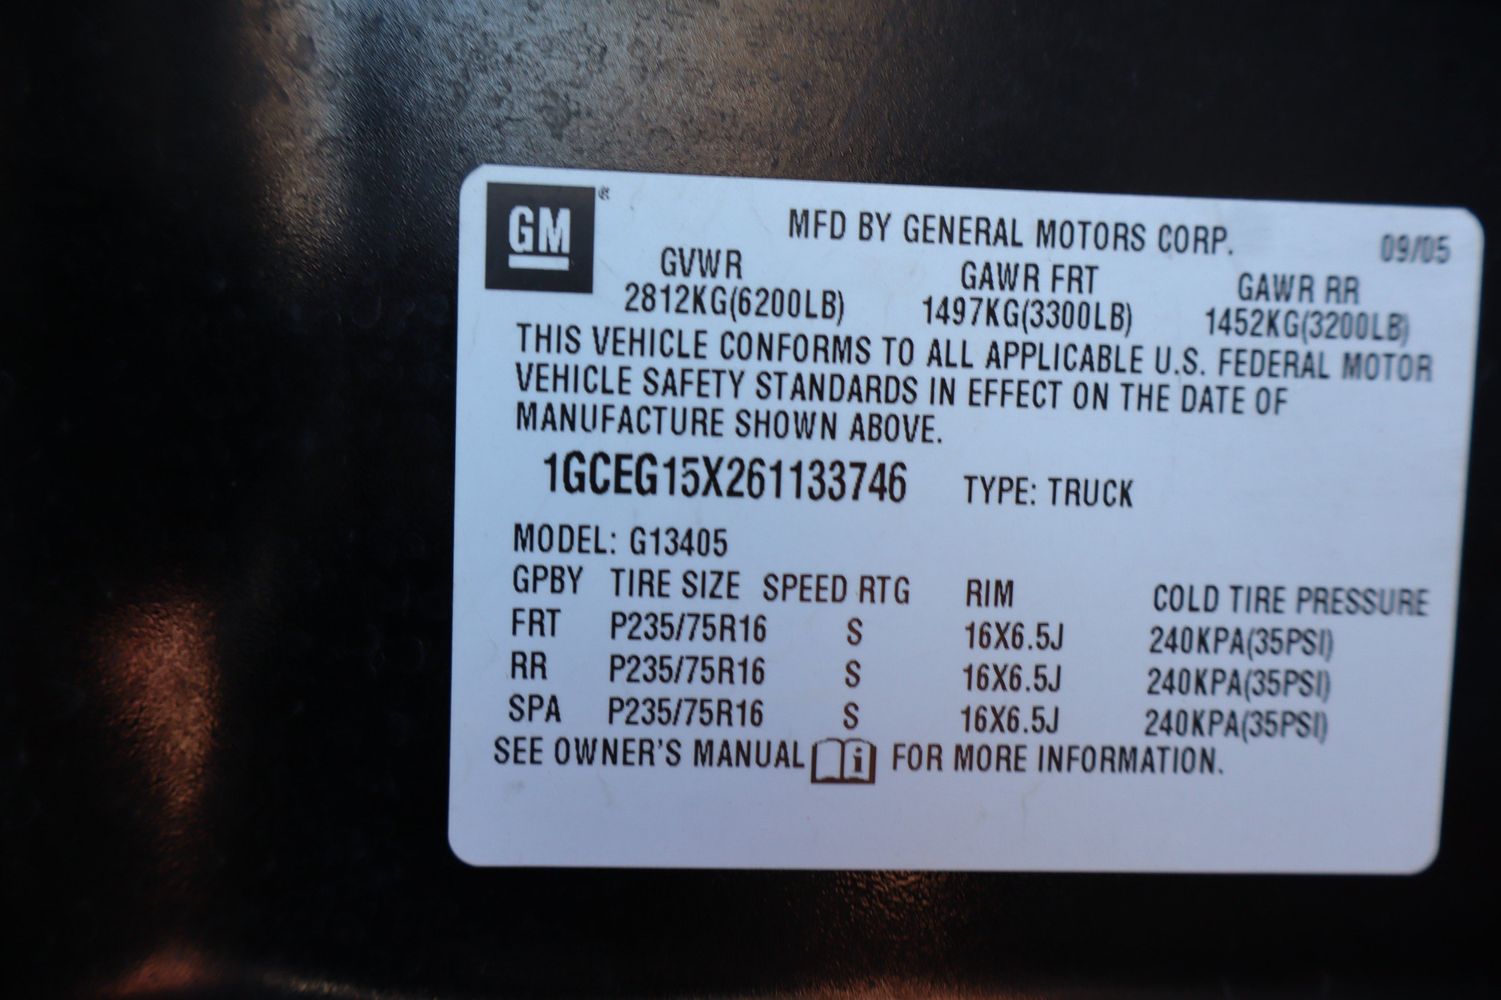 GM
MFD BY GENERAL MOTORS CORP. 09/05
GVWR GAWR FRT GAWR RR
2812KG(6200LB) 1497KG(3300LB) 1452KG(3200LB)
THIS VEHICLE CONFORMS TO ALL APPLICABLE U.S. FEDERAL MOTOR
VEHICLE SAFETY STANDARDS IN EFFECT ON THE DATE OF
MANUFACTURE SHOWN ABOVE.
1GCEG15X261133746 TYPE: TRUCK
MODEL: G13405
GPBY TIRE SIZE SPEED RTG RIM COLD TIRE PRESSURE
FRT P235/75R16 S 16X6.5J 240KPA(35PSI)
RR P235/75R16 S 16X6.5J 240KPA(35PSI)
SPA P235/75R16 S 16X6.5J 240KPA(35PSI)
SEE OWNER'S MANUAL i FOR MORE INFORMATION.